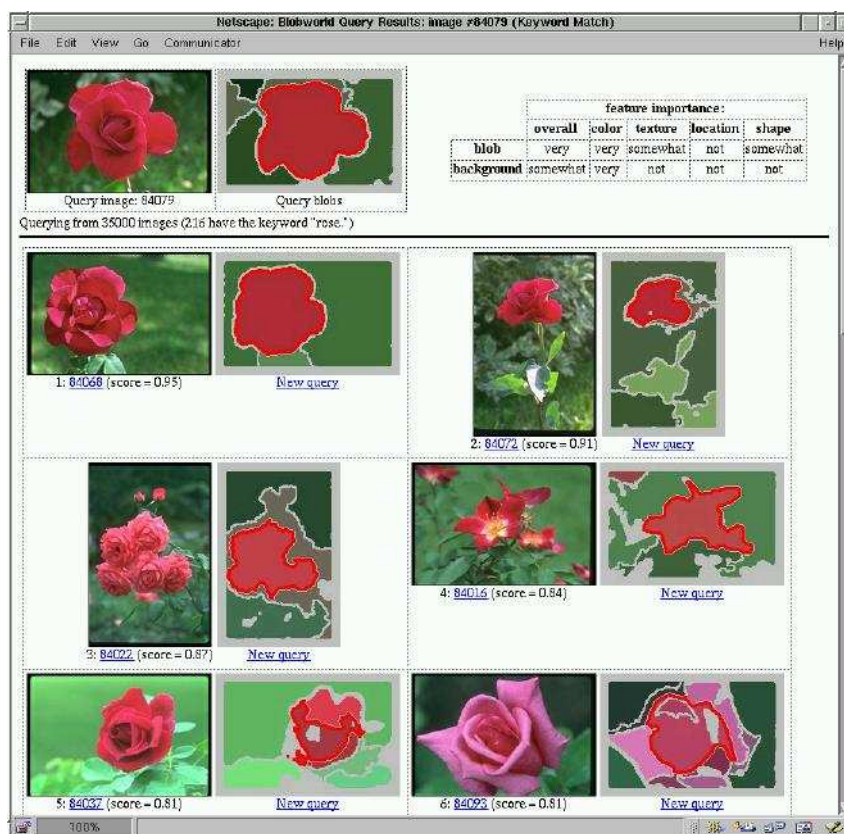 Netscape: Blobworld Query Results: image #84079 (Keyword Match)
File Edit View Go Communicator Help
feature importance:
overall color texture location shape
blob very very somewhat not somewhat
background somewhat very not not not
Query image: 84079 Query blobs
Querying from 35000 images (216 have the keyword "rose.")
1: 84068 (score = 0.95) New query
2: 84072 (score = 0.91) New query
3: 84022 (score = 0.87) New query
4: 84016 (score = 0.84) New query
5: 84037 (score = 0.81) New query
6: 84093 (score = 0.81) New query
100%